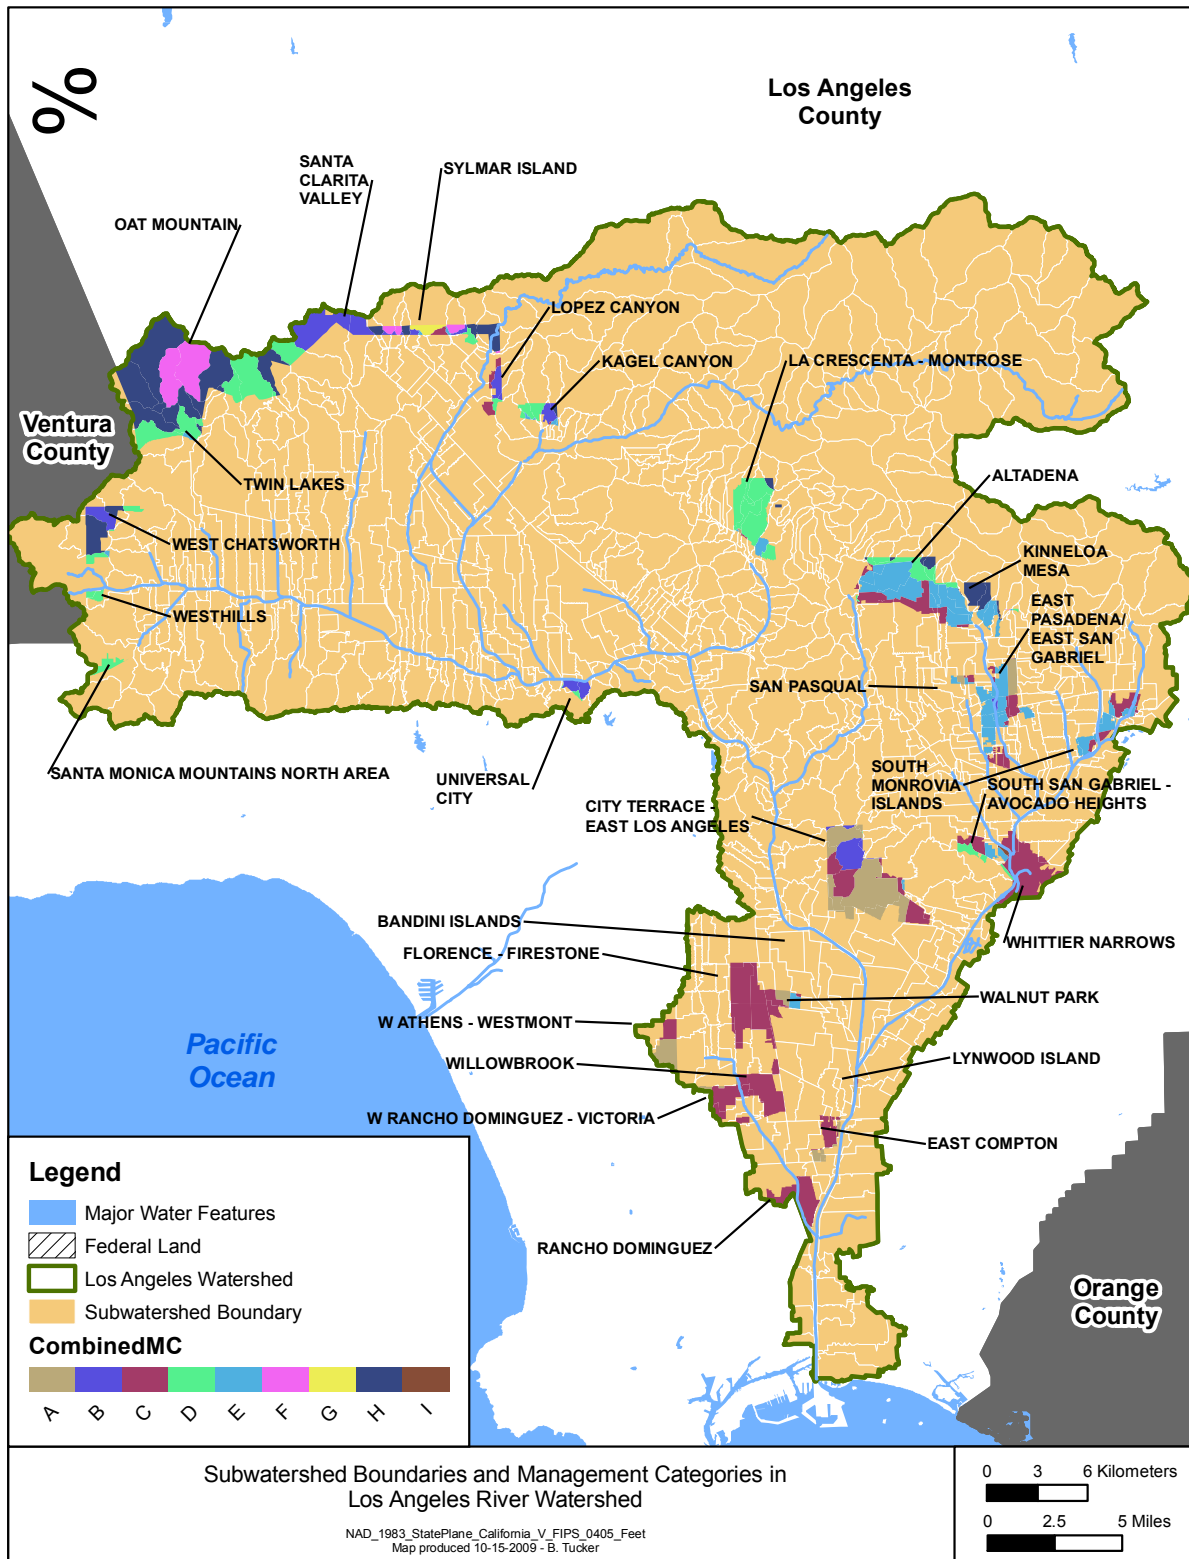 %
Los Angeles
County
SANTA
CLARITA
VALLEY
SYLMAR ISLAND
OAT MOUNTAIN
LOPEZ CANYON
KAGEL CANYON
LA CRESCENTA - MONTROSE
Ventura
County
TWIN LAKES
ALTADENA
WEST CHATSWORTH
KINNELOA
MESA
WESTHILLS
EAST
PASADENA/
EAST SAN
GABRIEL
SAN PASQUAL
SANTA MONICA MOUNTAINS NORTH AREA
UNIVERSAL
CITY
SOUTH
MONROVIA
ISLANDS
SOUTH SAN GABRIEL -
AVOCADO HEIGHTS
CITY TERRACE -
EAST LOS ANGELES
BANDINI ISLANDS
FLORENCE - FIRESTONE
WHITTIER NARROWS
WALNUT PARK
W ATHENS - WESTMONT
Pacific
Ocean
WILLOWBROOK
LYNWOOD ISLAND
W RANCHO DOMINGUEZ - VICTORIA
EAST COMPTON
RANCHO DOMINGUEZ
Orange
County
Legend
Major Water Features
Federal Land
Los Angeles Watershed
Subwatershed Boundary
CombinedMC
A B C D E F G H I
Subwatershed Boundaries and Management Categories in
Los Angeles River Watershed
NAD_1983_StatePlane_California_V_FIPS_0405_Feet
Map produced 10-15-2009 - B. Tucker
0 3 6 Kilometers
0 2.5 5 Miles